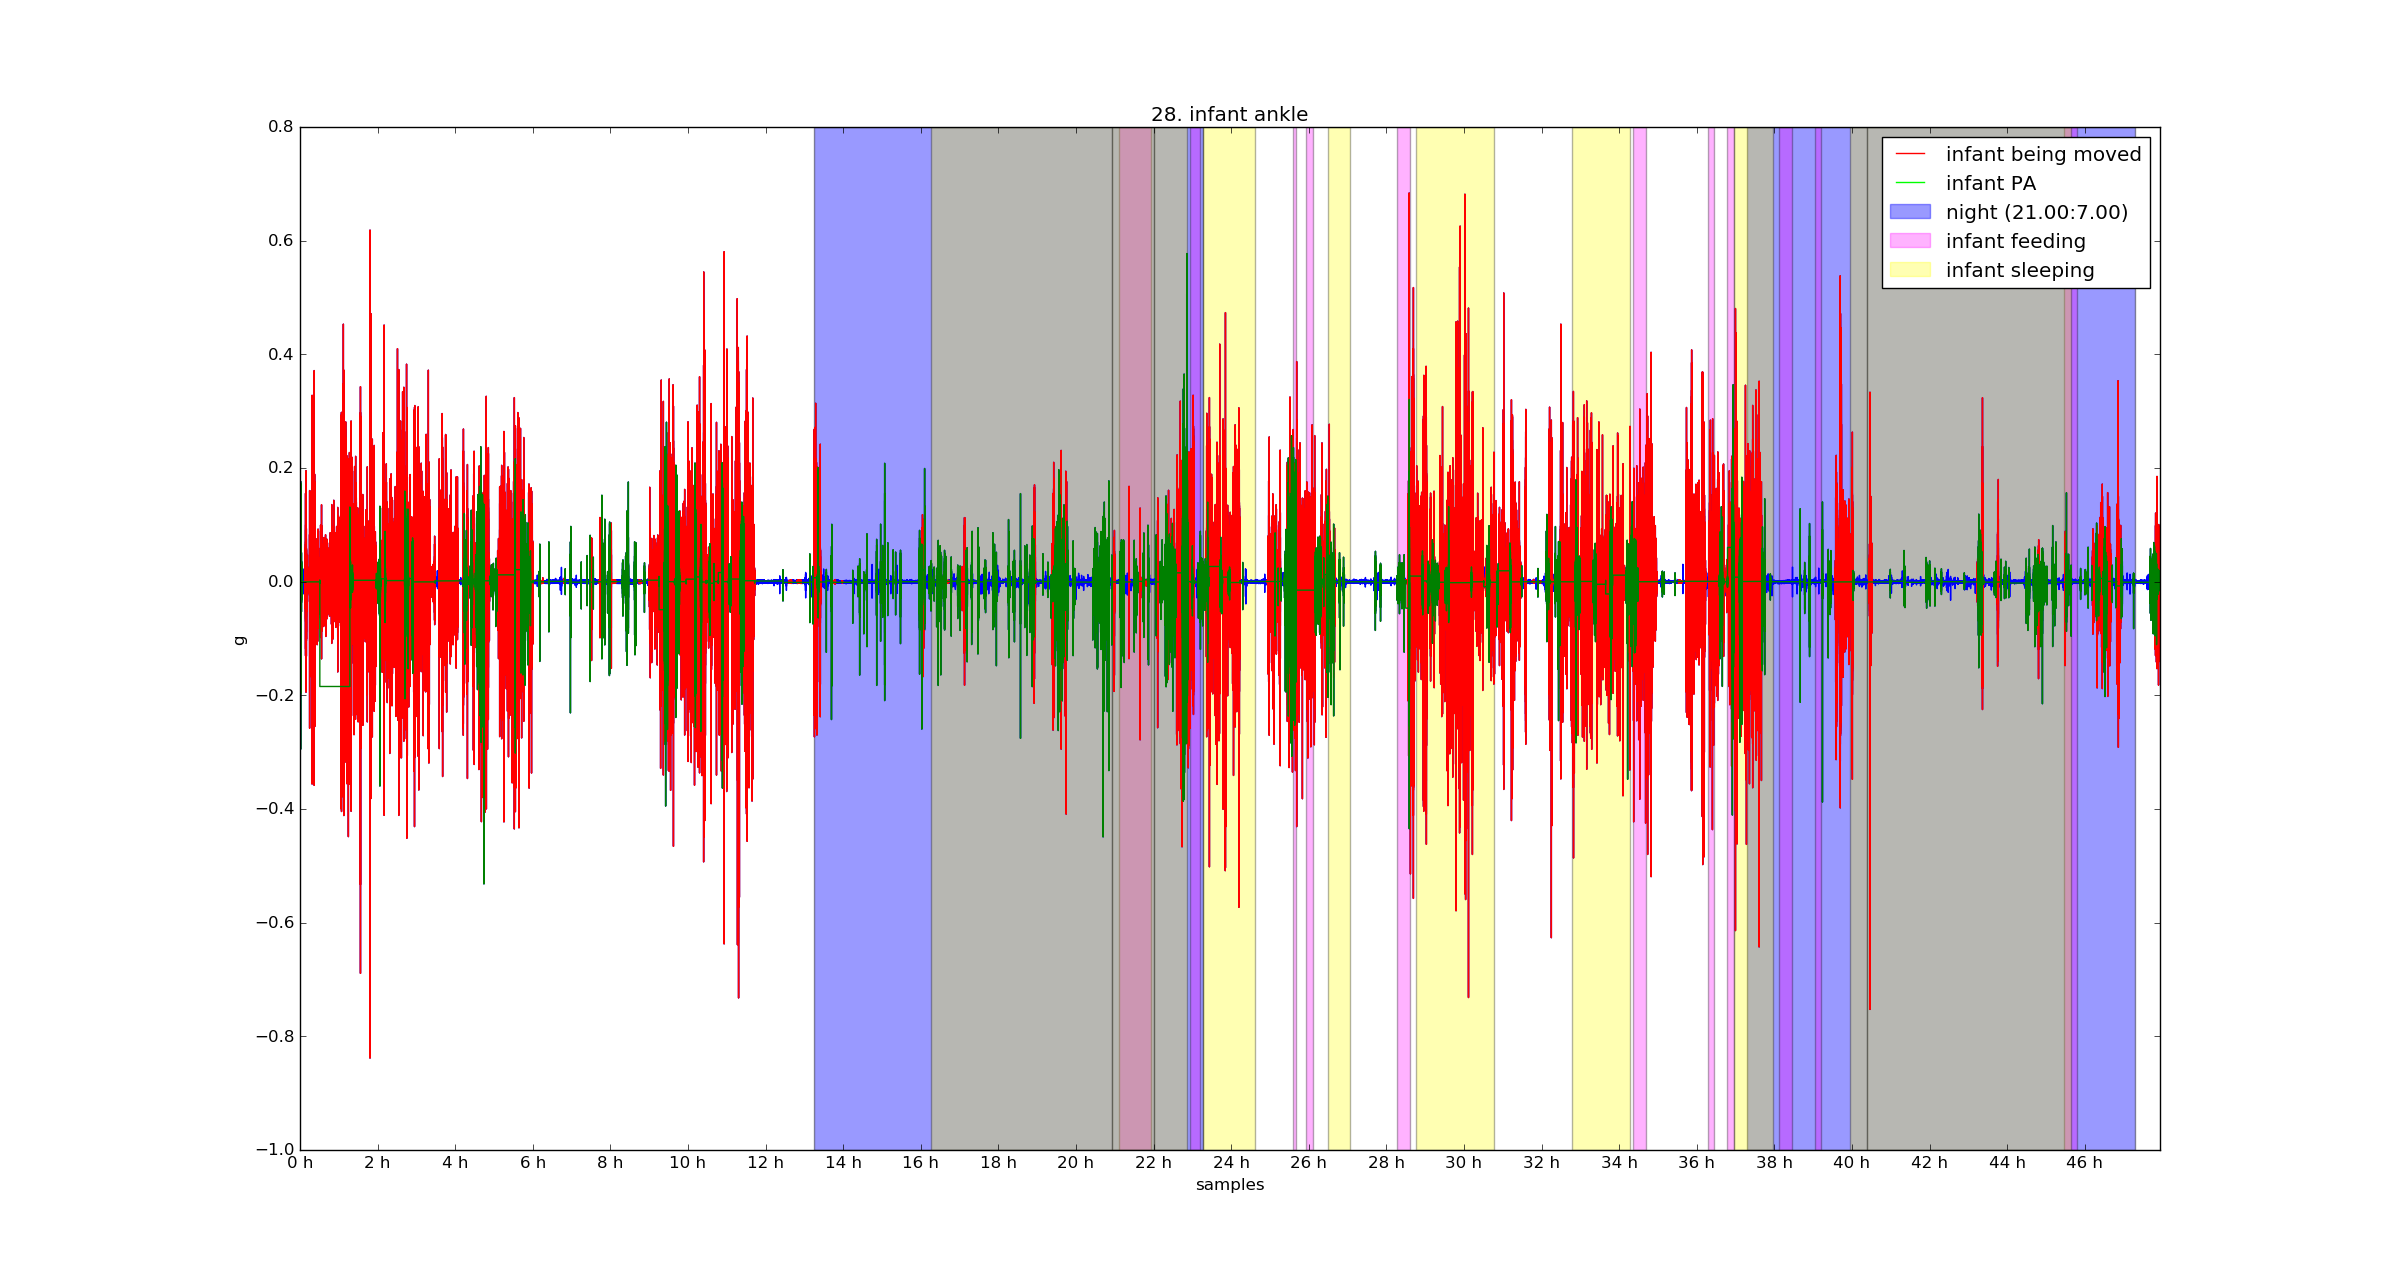 28. infant ankle
0.8
0.6
0.4
0.2
0.0
−0.2
−0.4
−0.6
−0.8
−1.0
g
0 h 2 h 4 h 6 h 8 h 10 h 12 h 14 h 16 h 18 h 20 h 22 h 24 h 26 h 28 h 30 h 32 h 34 h 36 h 38 h 40 h 42 h 44 h 46 h
samples
infant being moved
infant PA
night (21.00:7.00)
infant feeding
infant sleeping